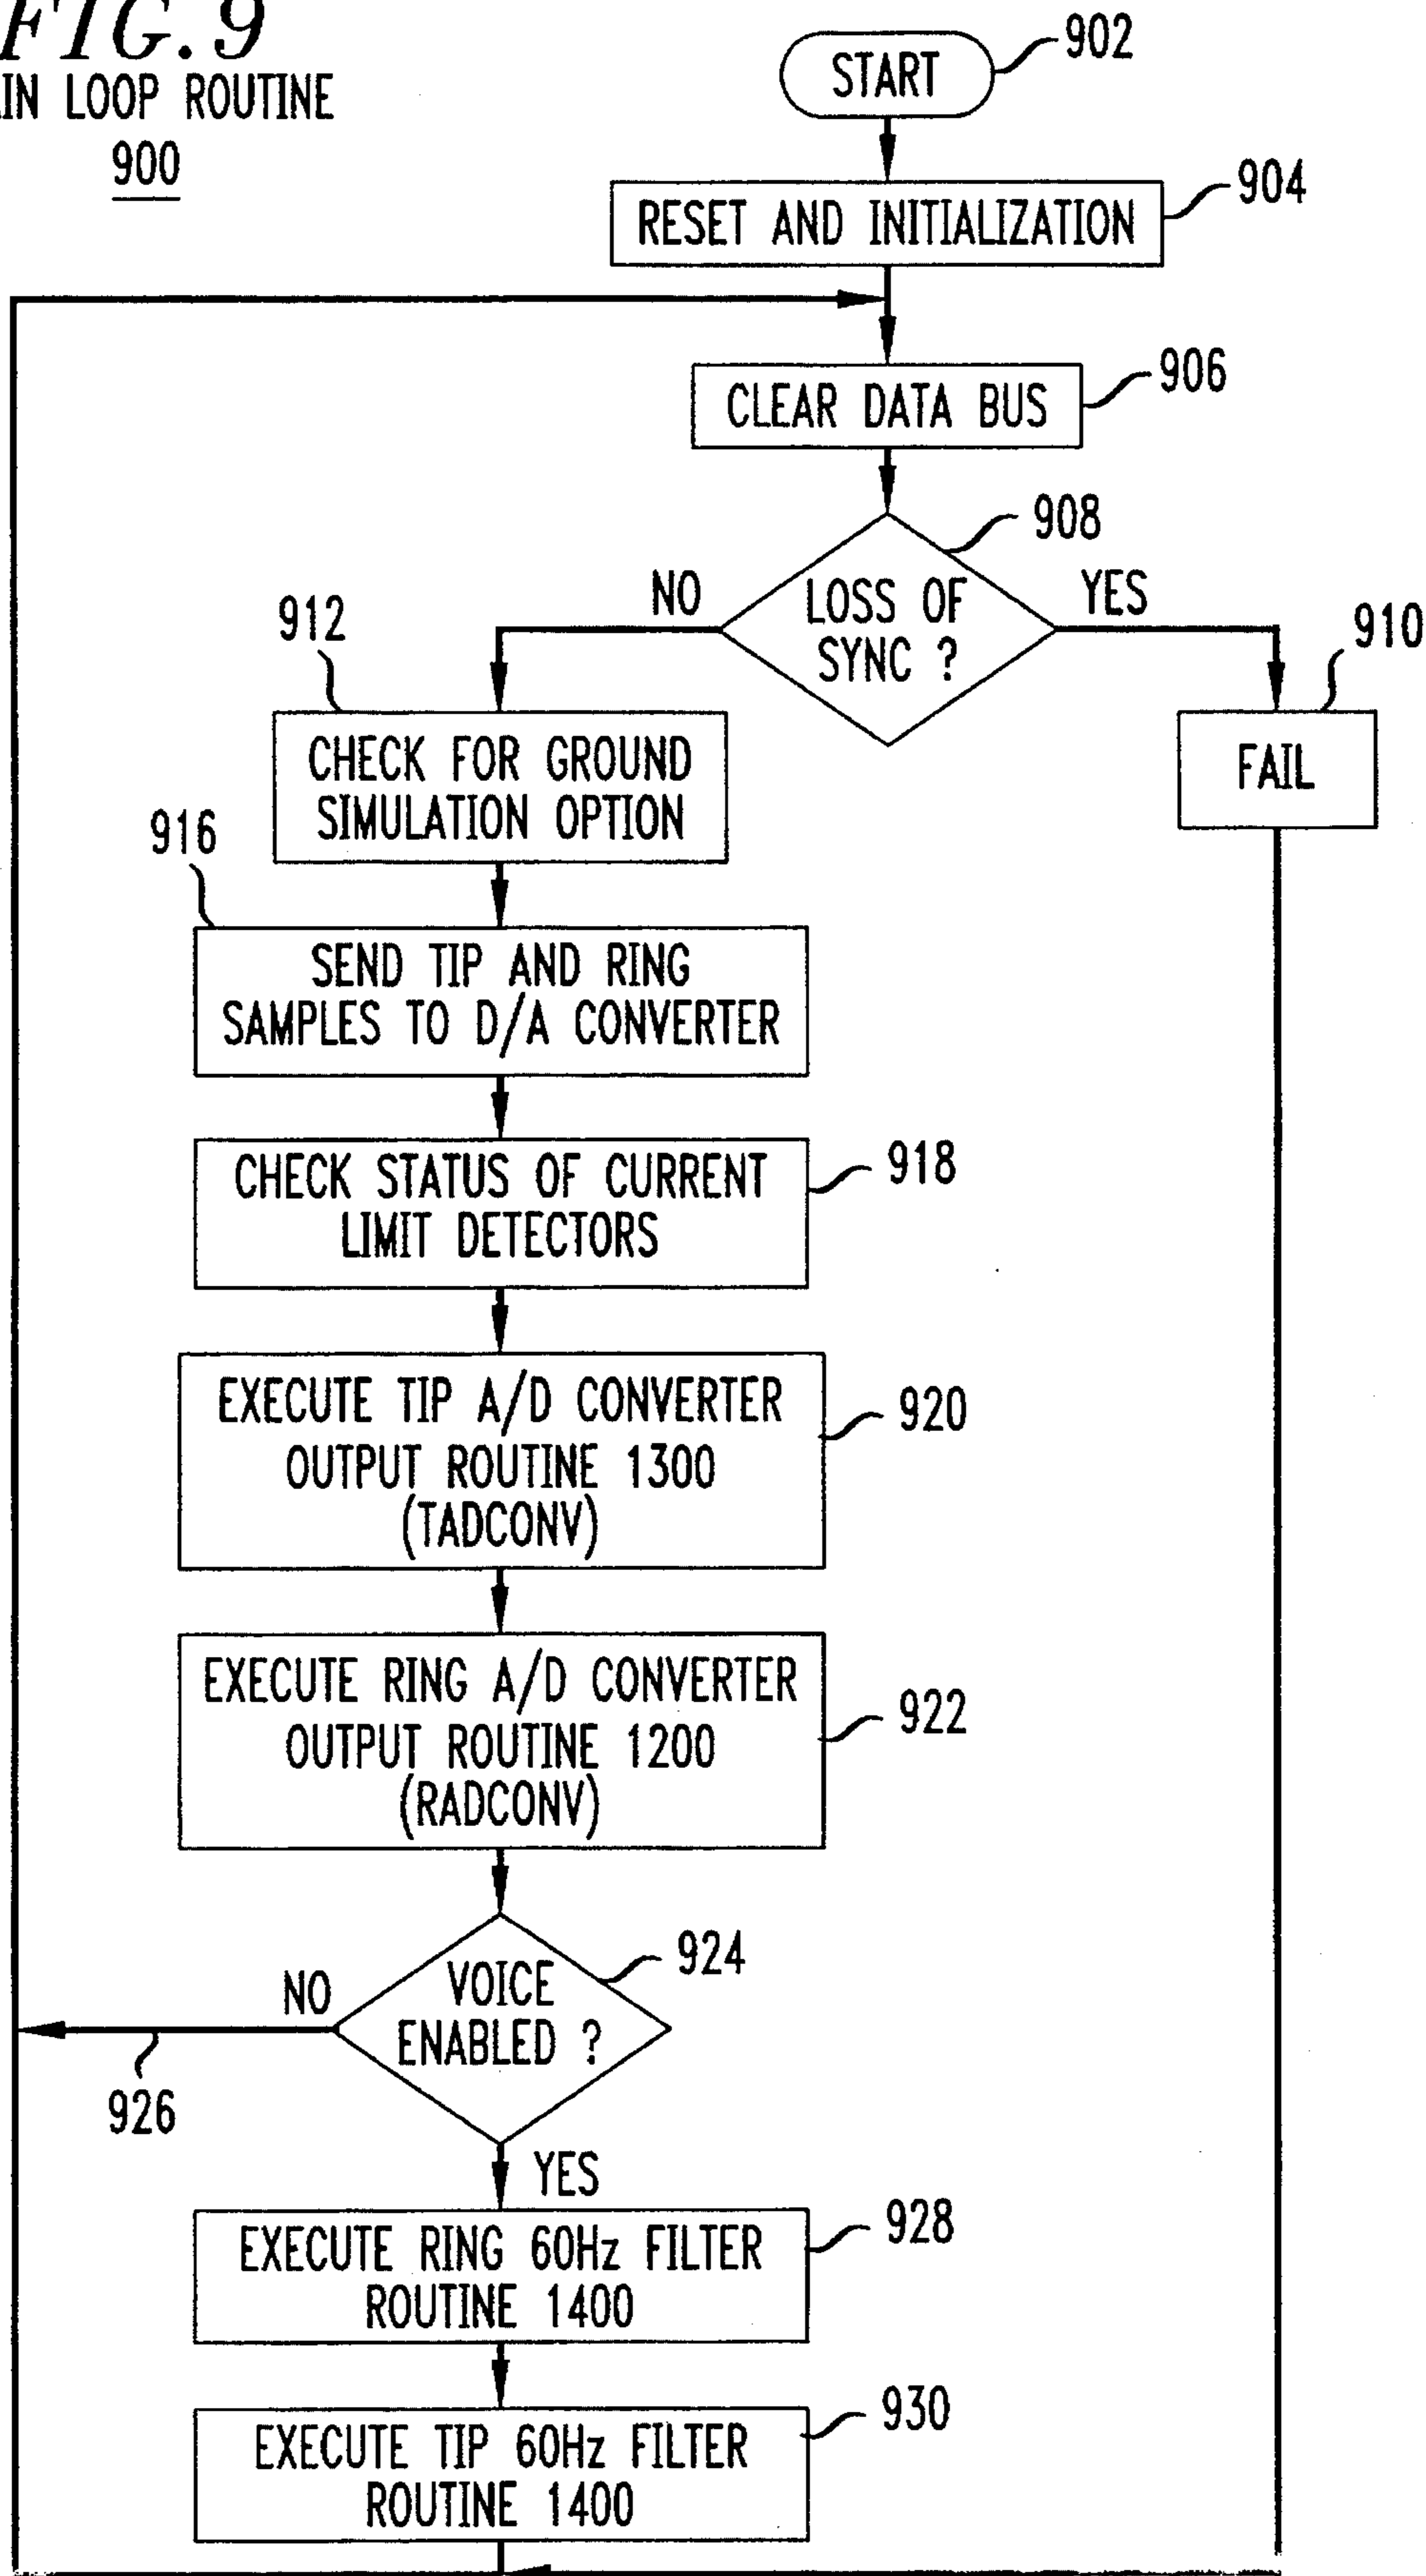 FIG. 9
LOOP ROUTINE
900
START
902
RESET AND INITIALIZATION
904
CLEAR DATA BUS
906
908
LOSS OF
SYNC ?
NO
YES
910
FAIL
912
CHECK FOR GROUND
SIMULATION OPTION
916
SEND TIP AND RING
SAMPLES TO D/A CONVERTER
CHECK STATUS OF CURRENT
LIMIT DETECTORS
918
EXECUTE TIP A/D CONVERTER
OUTPUT ROUTINE 1300
(TADCONV)
920
EXECUTE RING A/D CONVERTER
OUTPUT ROUTINE 1200
(RADCONV)
922
VOICE
ENABLED ?
924
NO
926
YES
EXECUTE RING 60Hz FILTER
ROUTINE 1400
928
EXECUTE TIP 60Hz FILTER
ROUTINE 1400
930